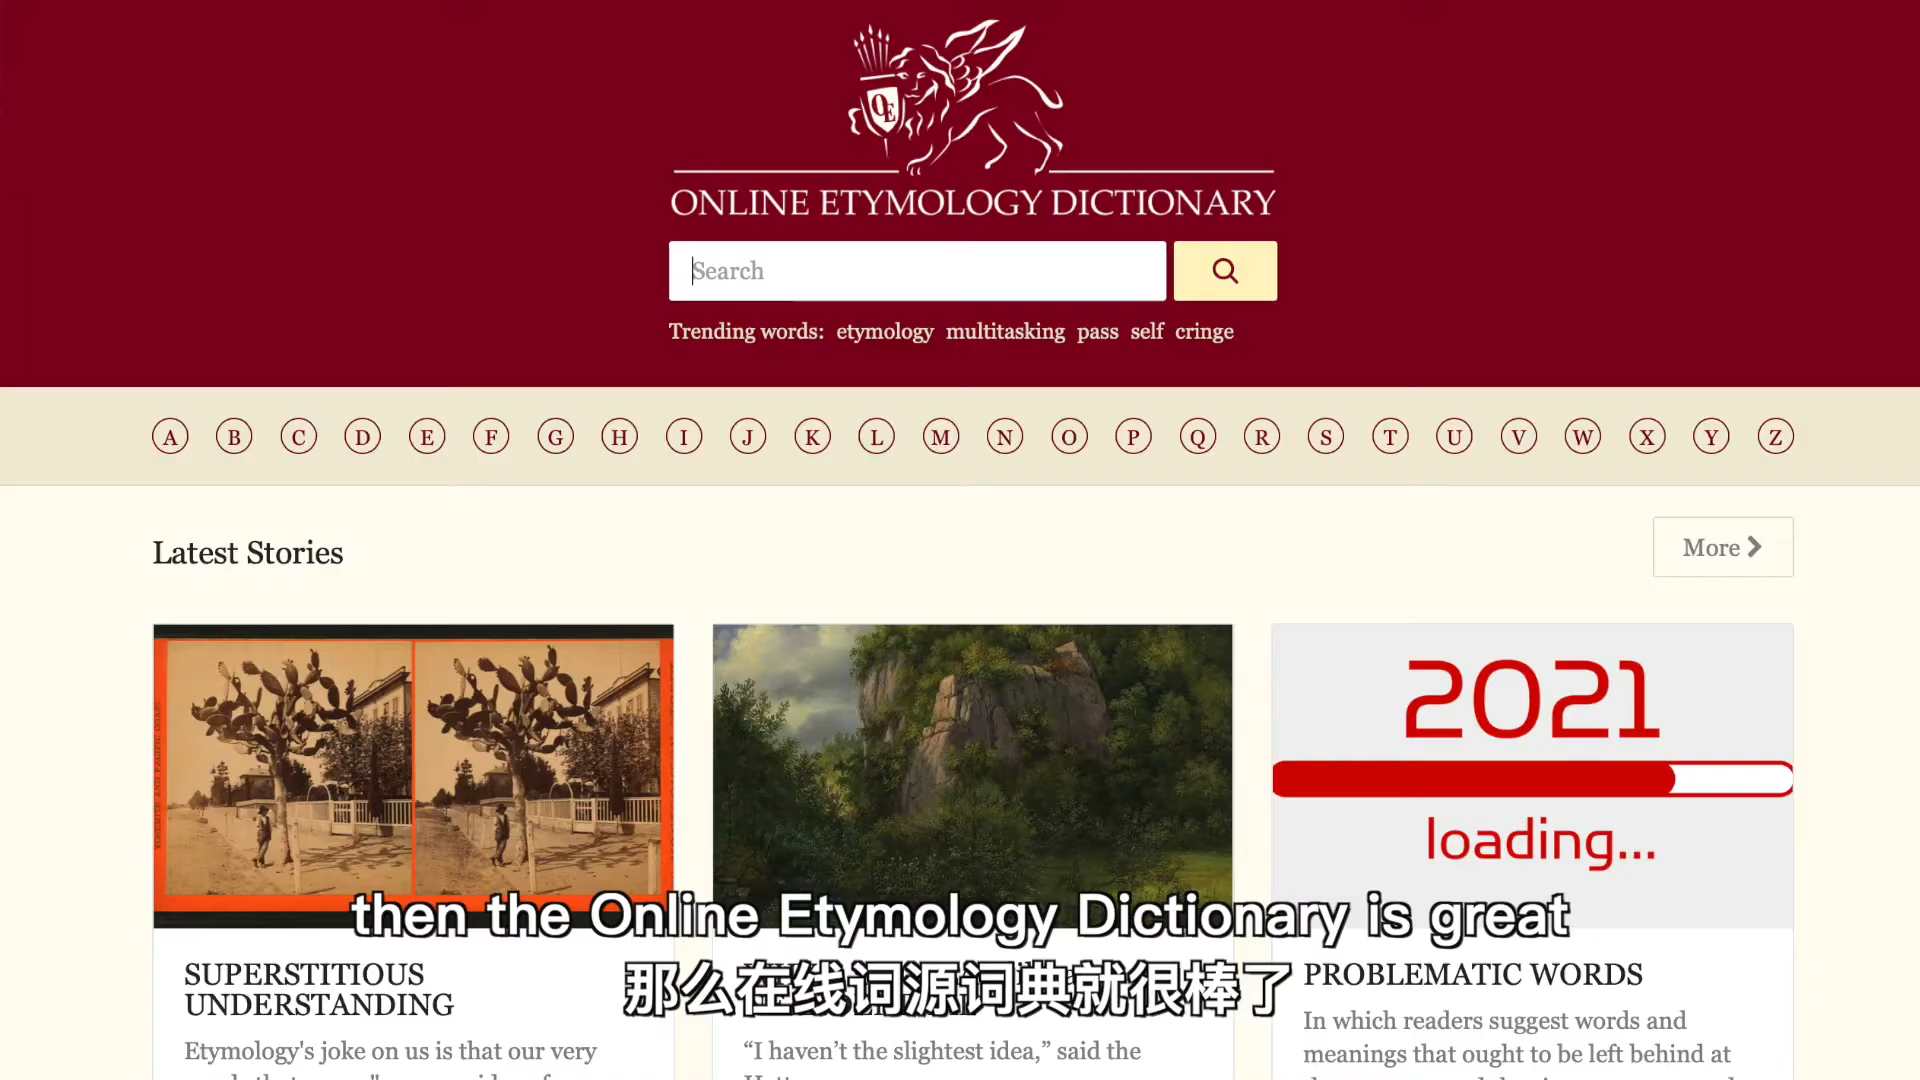 OE
ONLINE ETYMOLOGY DICTIONARY
Search
Trending words: etymology multitasking pass self cringe
A B C D E F G H I J K L M N O P Q R S T U V W X Y Z
Latest Stories
More
2021
loading...
then the Online Etymology Dictionary is great
那么在线词源词典就很棒了
SUPERSTITIOUS
UNDERSTANDING
Etymology's joke on us is that our very
“I haven’t the slightest idea,” said the
PROBLEMATIC WORDS
In which readers suggest words and
meanings that ought to be left behind at